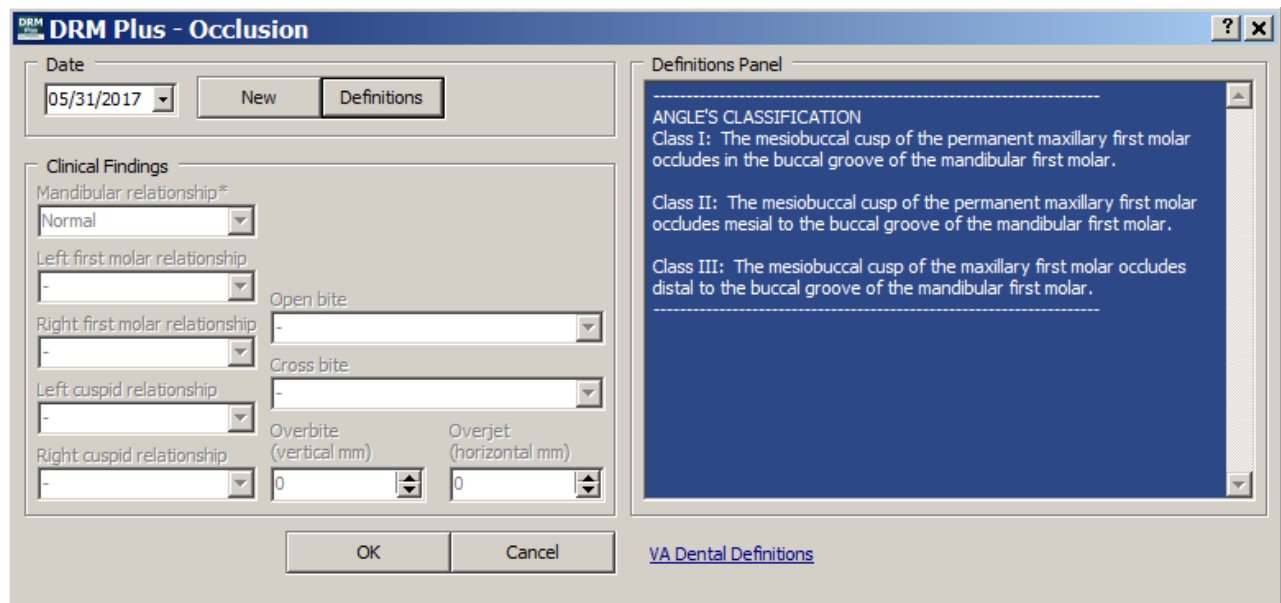 DRM Plus DRM Plus - Occlusion ?
Date
05/31/2017 New Definitions
Clinical Findings
Mandibular relationship*
Normal
Left first molar relationship
-
Right first molar relationship
-
Left cuspid relationship
-
Right cuspid relationship
-
Open bite
-
Cross bite
-
Overbite
(vertical mm)
0
Overjet
(horizontal mm)
0
OK Cancel
Definitions Panel
--------------------------------------------------------------------------
ANGLE'S CLASSIFICATION
Class I: The mesiobuccal cusp of the permanent maxillary first molar
occludes in the buccal groove of the mandibular first molar.
Class II: The mesiobuccal cusp of the permanent maxillary first molar
occludes mesial to the buccal groove of the mandibular first molar.
Class III: The mesiobuccal cusp of the maxillary first molar occludes
distal to the buccal groove of the mandibular first molar.
--------------------------------------------------------------------------
VA Dental Definitions